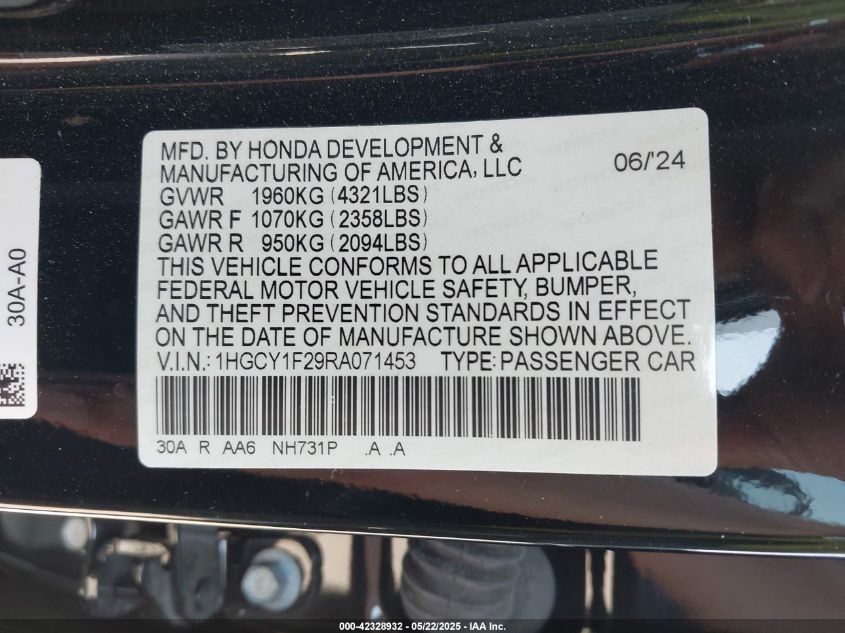 MFD. BY HONDA DEVELOPMENT &
MANUFACTURING OF AMERICA, LLC 06/'24
GVWR 1960KG (4321LBS)
GAWR F 1070KG (2358LBS)
GAWR R 950KG (2094LBS)
THIS VEHICLE CONFORMS TO ALL APPLICABLE
FEDERAL MOTOR VEHICLE SAFETY, BUMPER,
AND THEFT PREVENTION STANDARDS IN EFFECT
ON THE DATE OF MANUFACTURE SHOWN ABOVE.
V.I.N.: 1HGCY1F29RA071453 TYPE: PASSENGER CAR
30A R AA6 NH731P .A .A
30A-A0
000-42328932 - 05/22/2025 - IAA Inc.